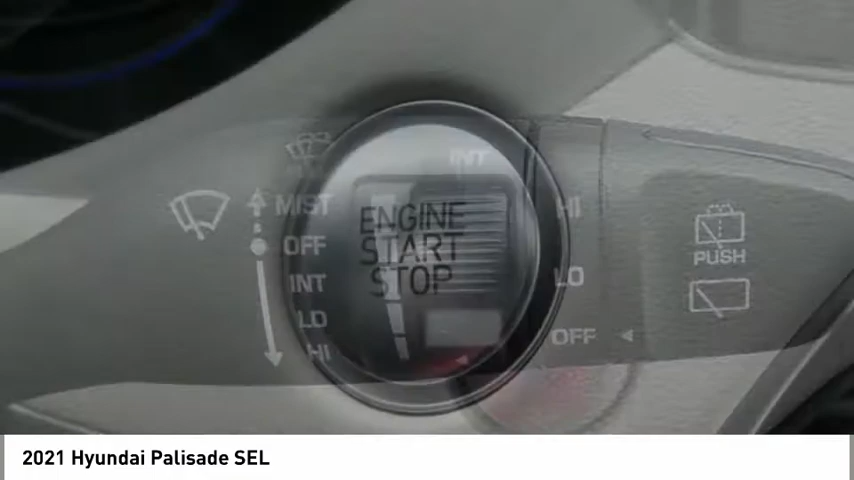 INT
MIST
HI
ENGINE
START
STOP
OFF
INT
LO
HI
LO
OFF
PUSH
2021 Hyundai Palisade SEL